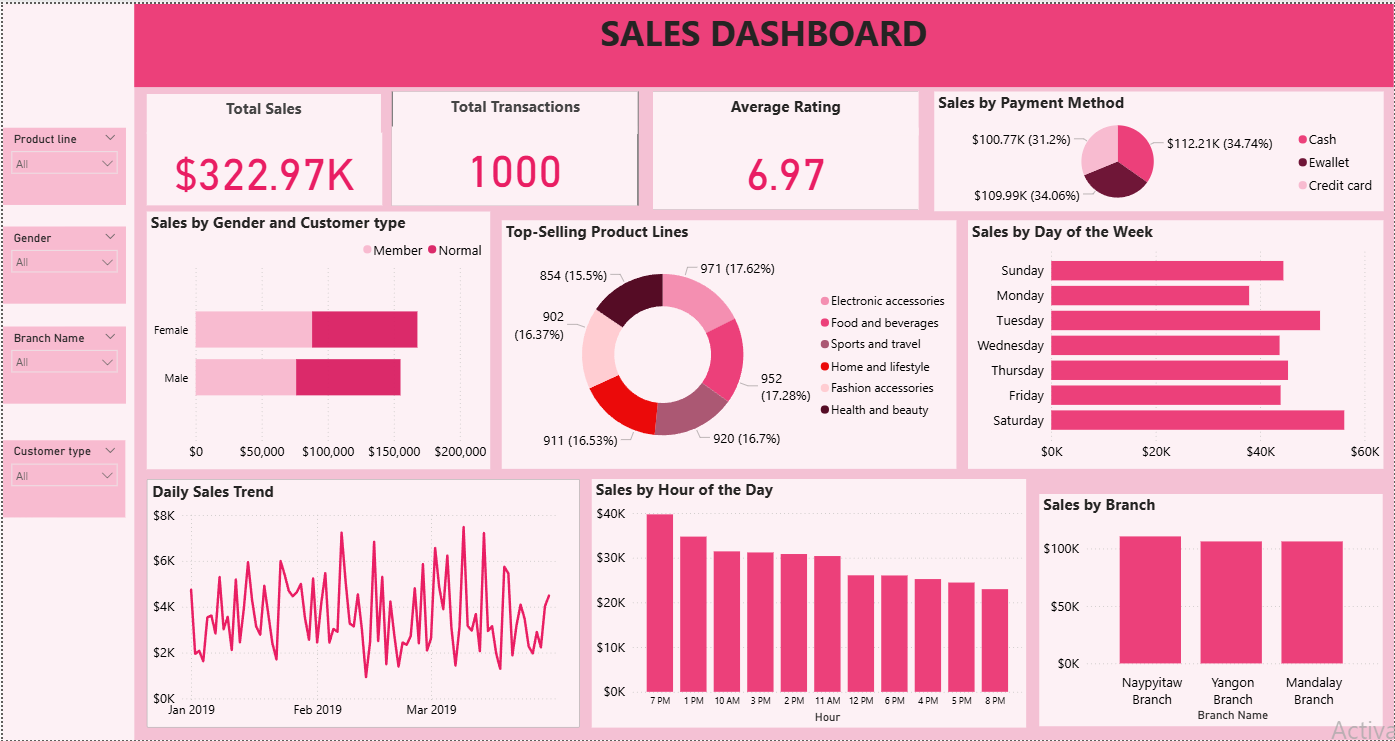 SALES DASHBOARD
Product line
All
Gender
All
Branch Name
All
Customer type
All
Total Sales
$322.97K
Total Transactions
1000
Average Rating
6.97
Sales by Payment Method
$100.77K (31.2%)
$112.21K (34.74%)
$109.99K (34.06%)
Cash
Ewallet
Credit card
Sales by Gender and Customer type
Member Normal
Female
Male
$0 $50,000 $100,000 $150,000 $200,000
Top-Selling Product Lines
854 (15.5%)
971 (17.62%)
902
(16.37%)
952
(17.28%)
911 (16.53%)
920 (16.7%)
Electronic accessories
Food and beverages
Sports and travel
Home and lifestyle
Fashion accessories
Health and beauty
Sales by Day of the Week
Sunday
Monday
Tuesday
Wednesday
Thursday
Friday
Saturday
$0K $20K $40K $60K
Daily Sales Trend
$8K
$6K
$4K
$2K
$0K
Jan 2019 Feb 2019 Mar 2019
Sales by Hour of the Day
$40K
$30K
$20K
$10K
$0K
7 PM 1 PM 10 AM 3 PM 2 PM 11 AM 12 PM 6 PM 4 PM 5 PM 8 PM
Hour
Sales by Branch
$100K
$50K
$0K
Naypyitaw
Branch
Yangon
Branch
Mandalay
Branch
Branch Name
Activa